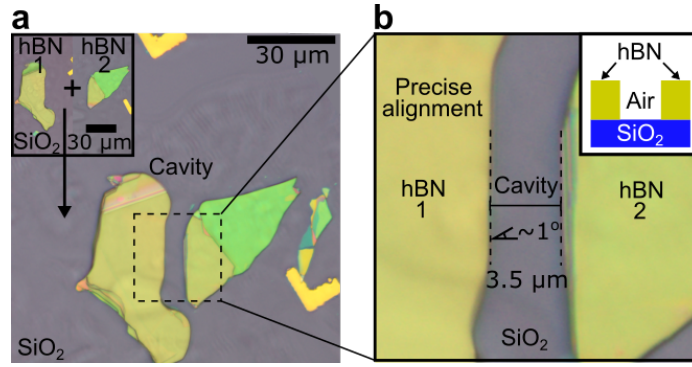 a
hBN
1
hBN
2
+
30 μm
SiO₂
30 μm
Cavity
SiO₂
b
Precise
alignment
hBN
Air
SiO₂
hBN
1
Cavity
hBN
2
∡~1°
3.5 μm
SiO₂